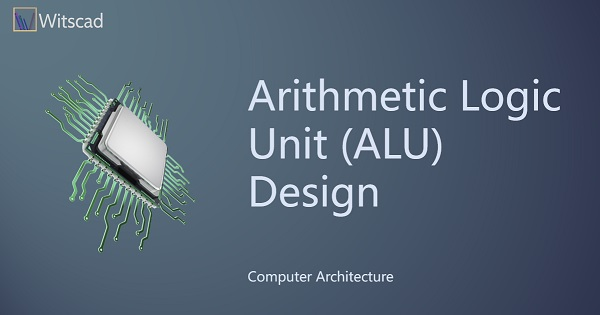 Witscad
Arithmetic Logic
Unit (ALU)
Design
Computer Architecture